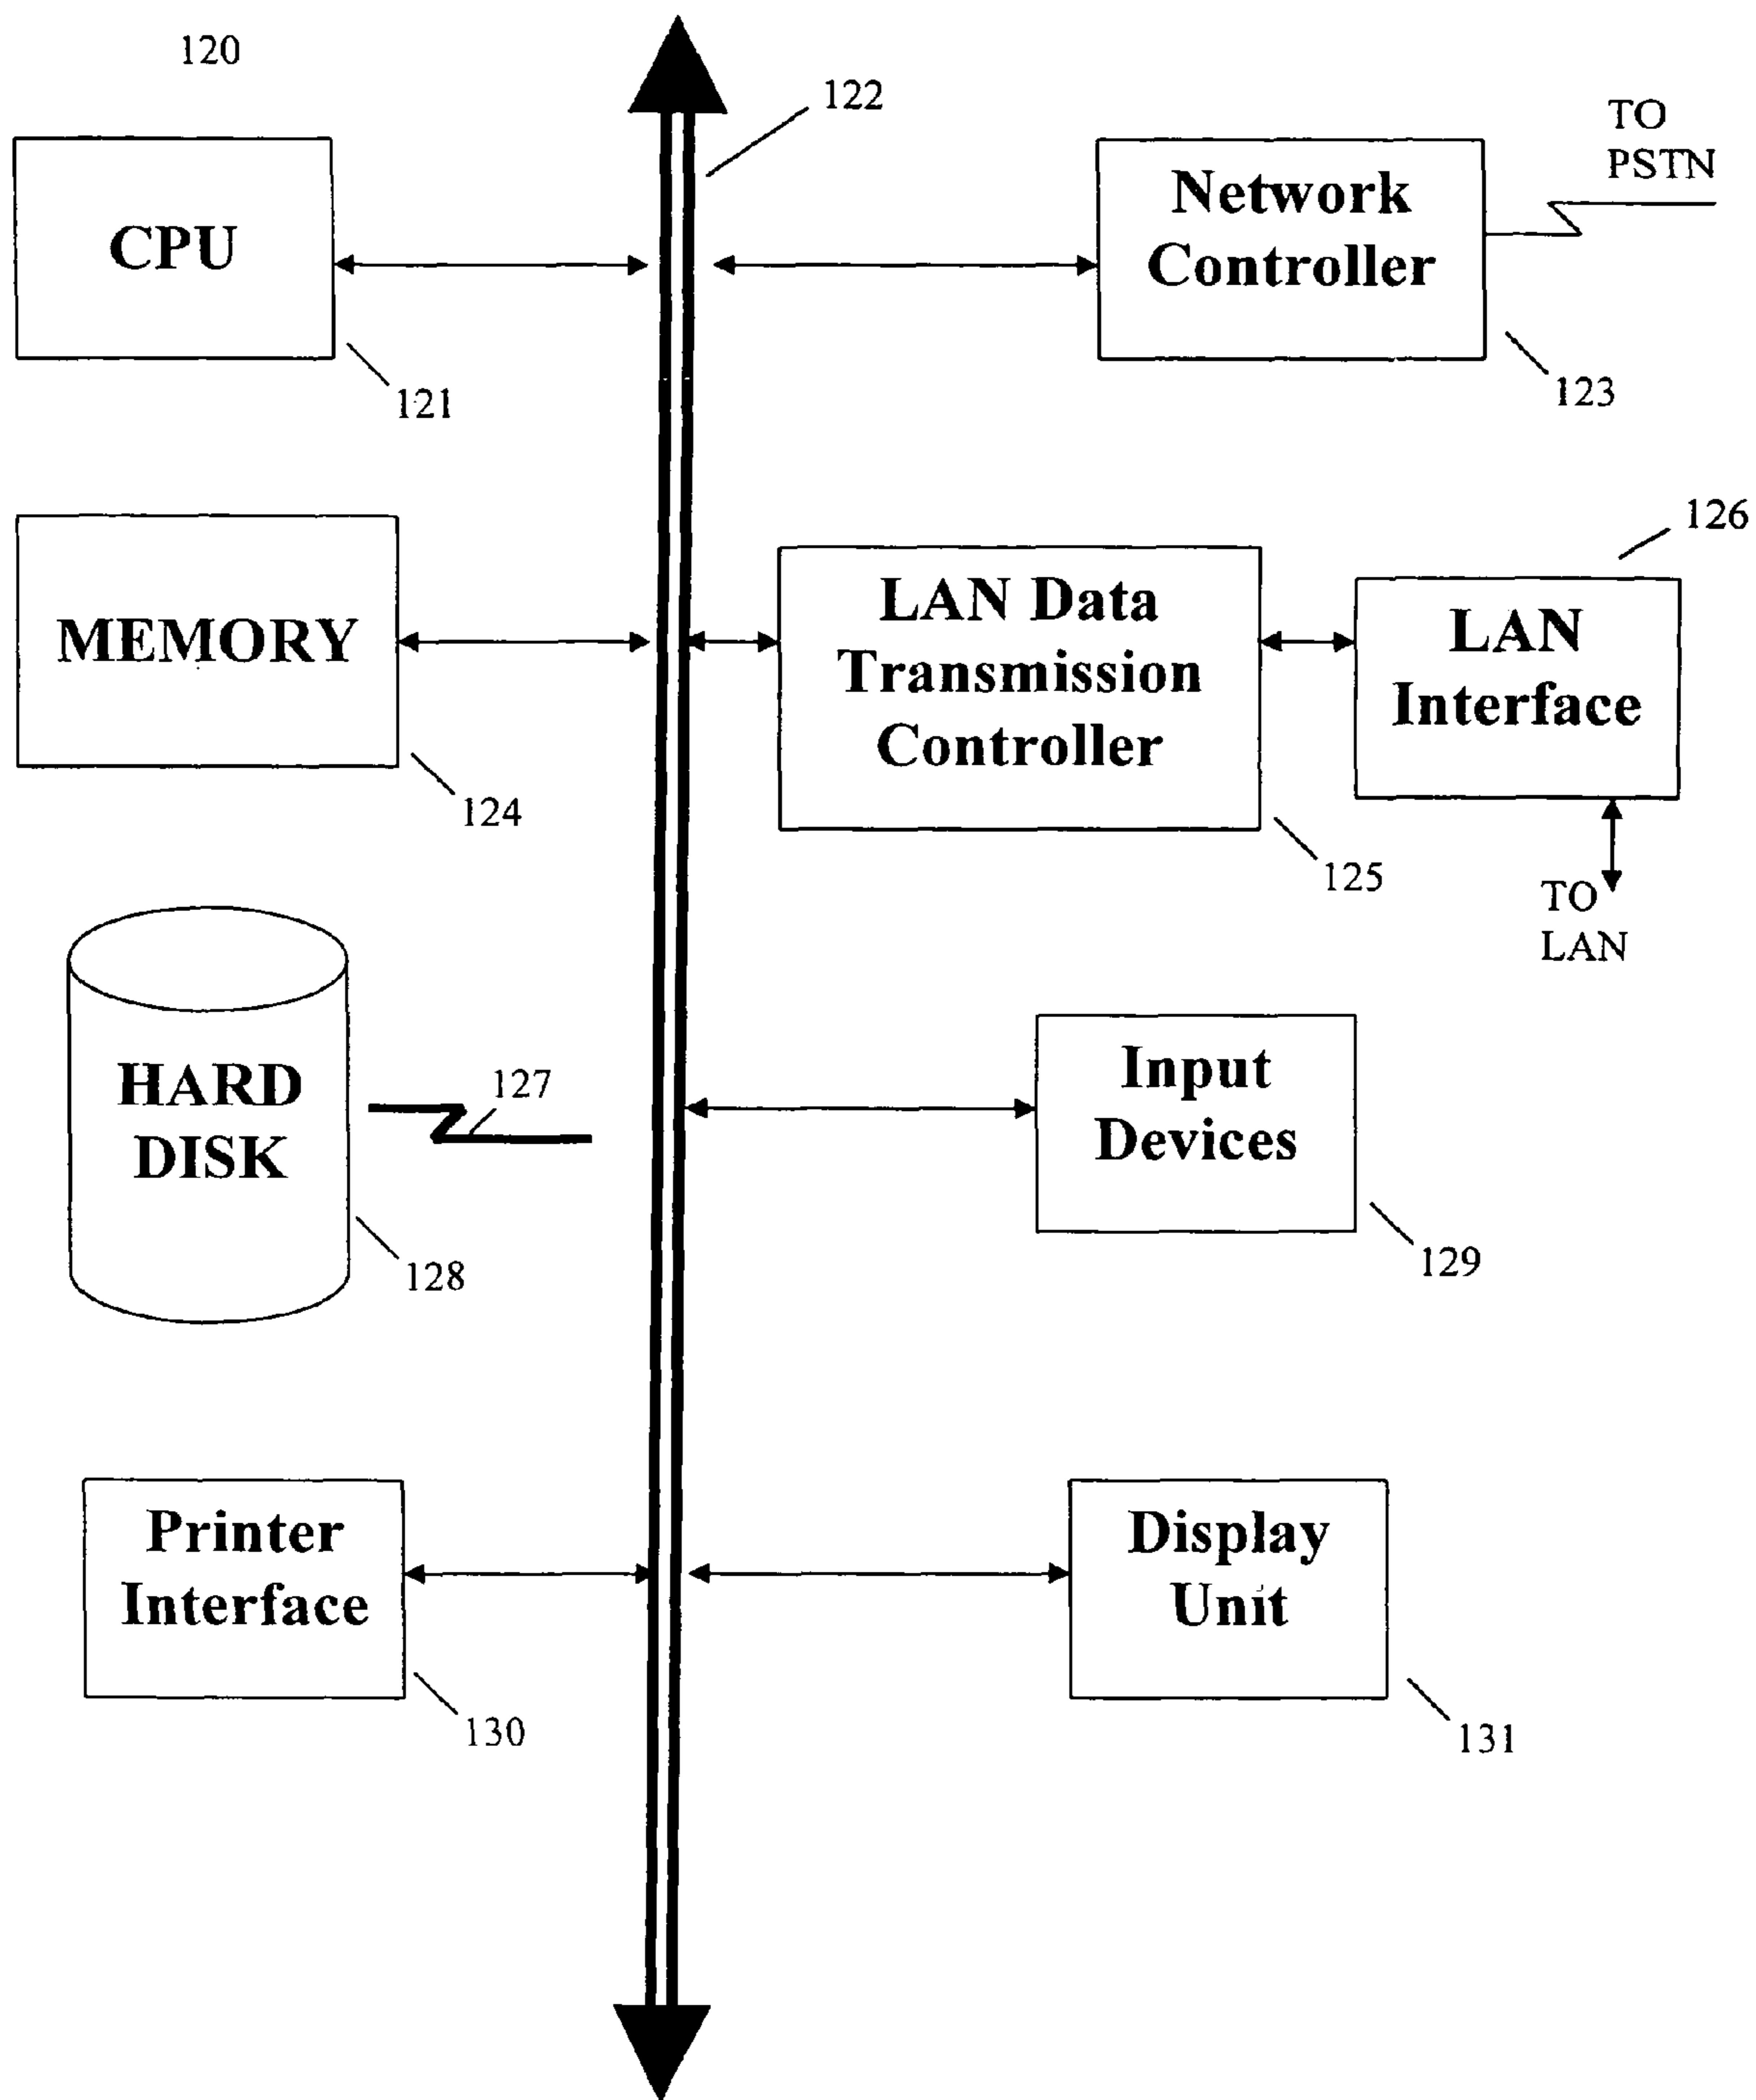 120
122
TO
PSTN
CPU
Network
Controller
121
123
126
MEMORY
LAN Data
Transmission
Controller
LAN
Interface
124
125
TO
LAN
HARD
DISK
127
Input
Devices
128
129
Printer
Interface
Display
Unit
130
131